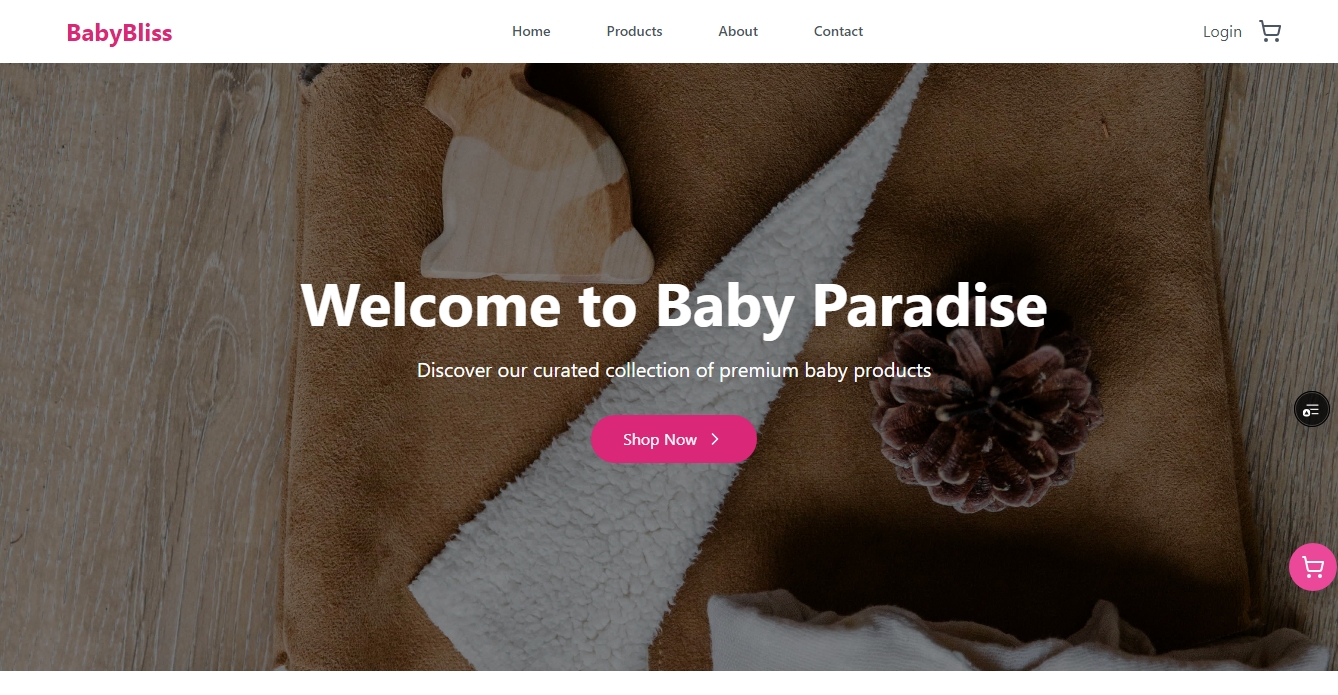 BabyBliss
Home Products About Contact
Login
Welcome to Baby Paradise
Discover our curated collection of premium baby products
Shop Now